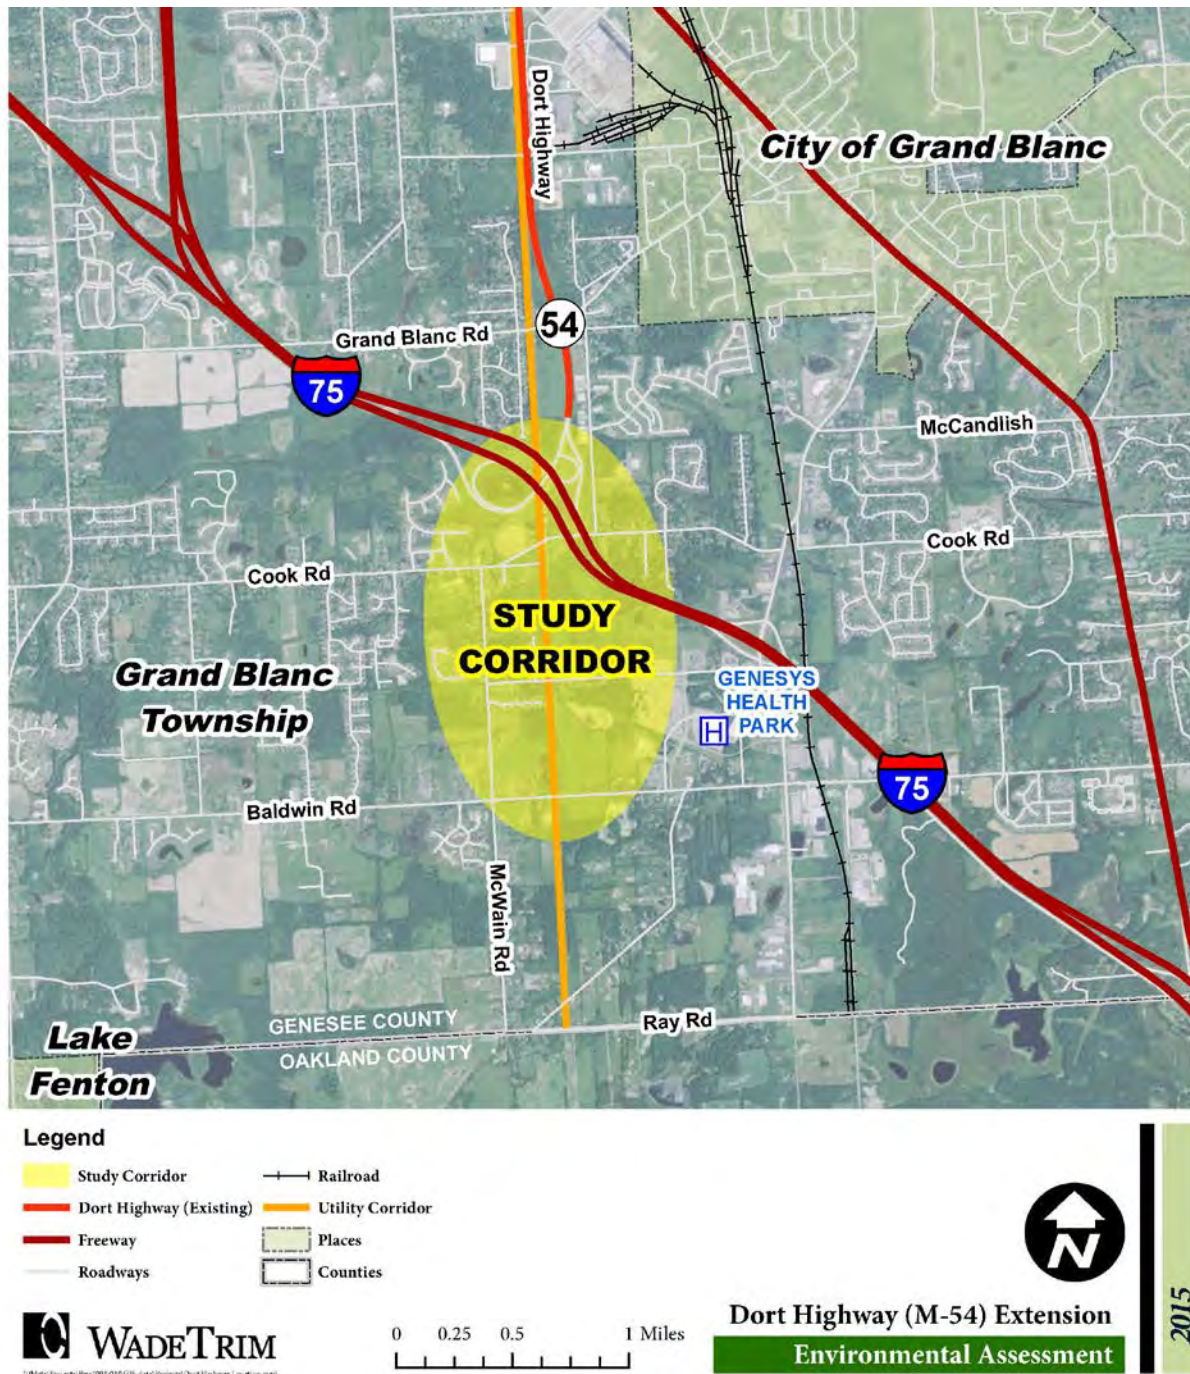 Dort Highway
City of Grand Blanc
54
Grand Blanc Rd
75
McCandlish
Cook Rd
Cook Rd
STUDY
CORRIDOR
Grand Blanc
Township
GENESYS
HEALTH
PARK
H
75
Baldwin Rd
McWain Rd
GENESEE COUNTY
Ray Rd
OAKLAND COUNTY
Lake
Fenton
Legend
Study Corridor
Railroad
Dort Highway (Existing)
Utility Corridor
Freeway
Places
Roadways
Counties
N
2015
WADETRIM
0 0.25 0.5 1 Miles
Dort Highway (M-54) Extension
Environmental Assessment